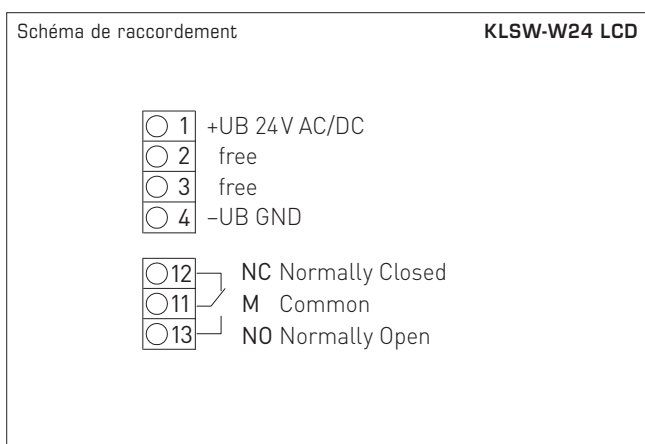 Schéma de raccordement KLSW-W24 LCD
1 +UB 24 V AC/DC
2 free
3 free
4 –UB GND
12 NC Normally Closed
11 M Common
13 NO Normally Open